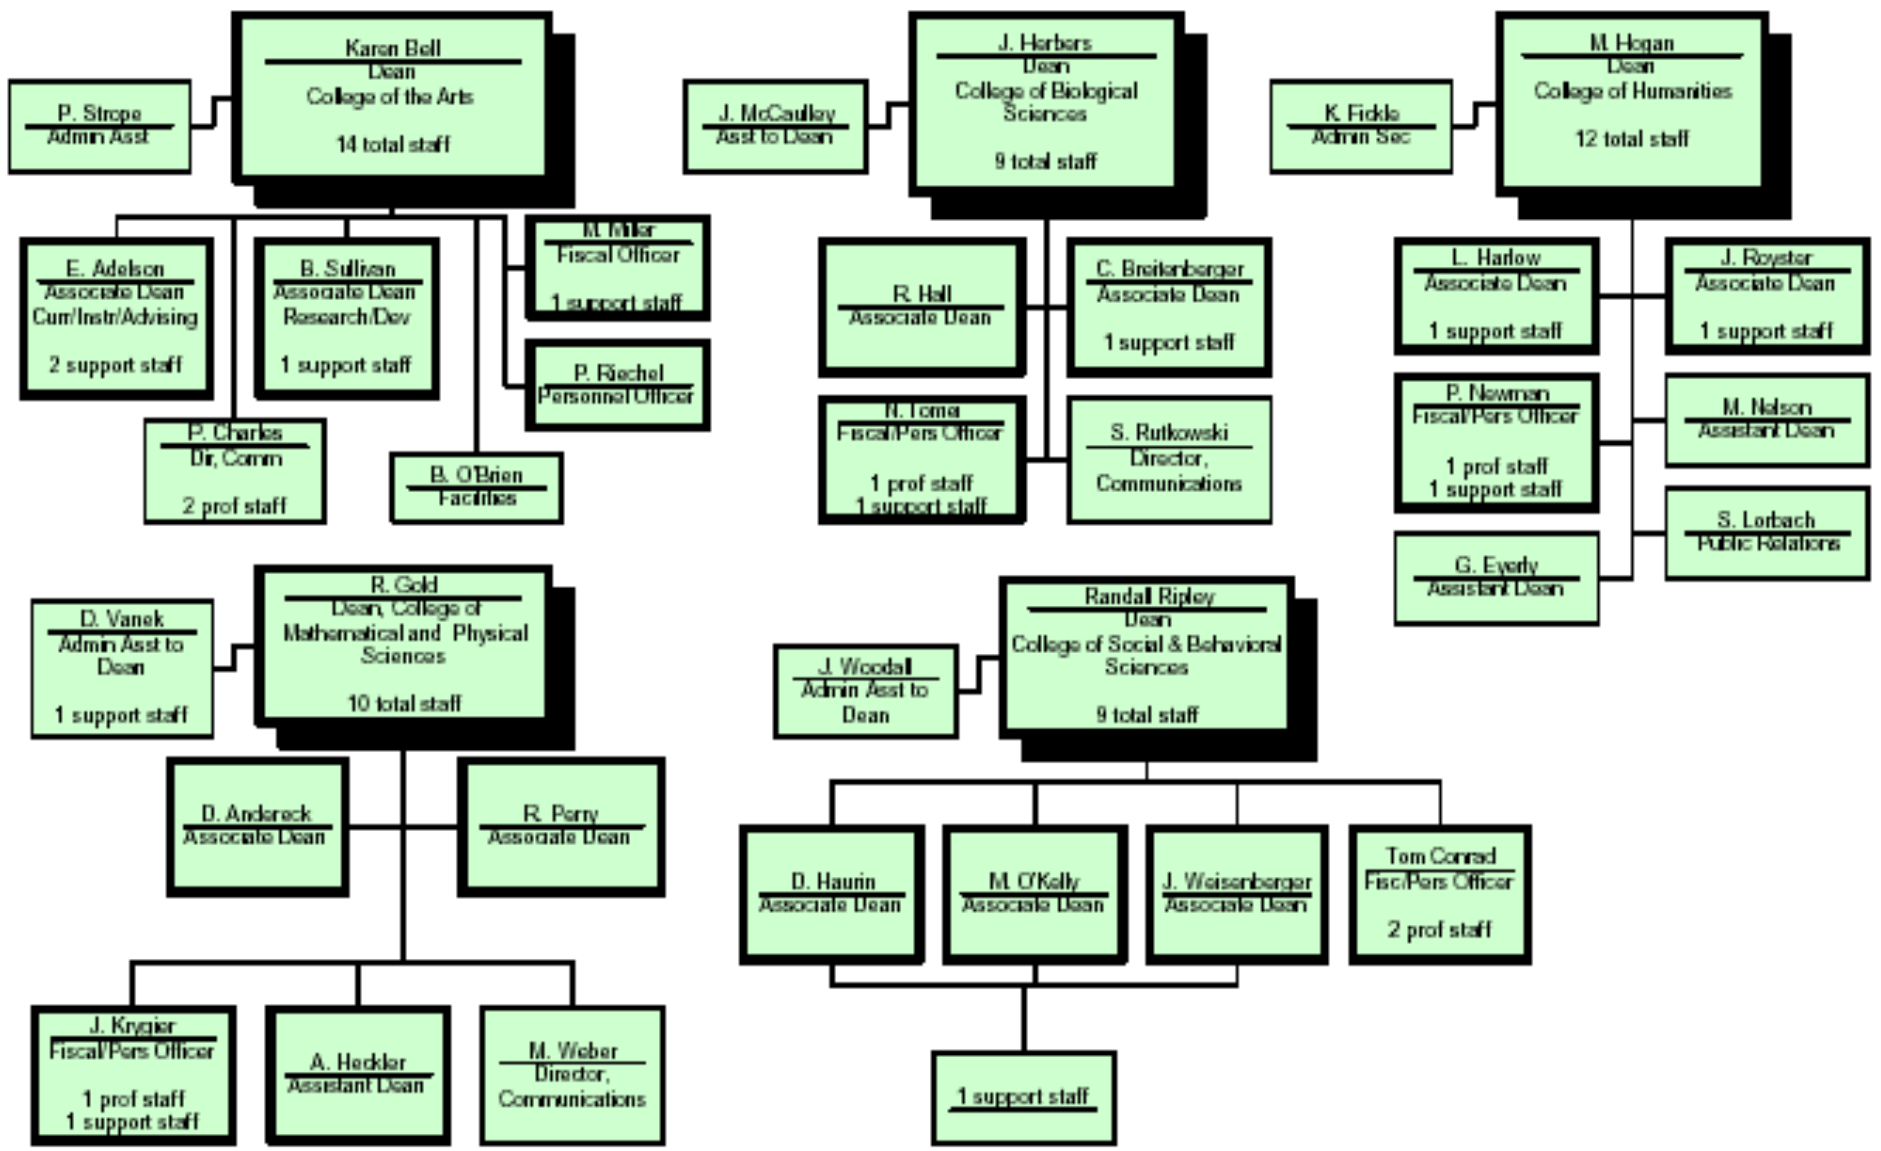 Karen Bell
Dean
College of the Arts
14 total staff
P. Strope
Admin Asst
E. Adelson
Associate Dean
Curr/Instr/Advising
2 support staff
B. Sullivan
Associate Dean
Research/Dev
1 support staff
M. Miller
Fiscal Officer
1 support staff
P. Riechel
Personnel Officer
P. Charles
Dir, Comm
2 prof staff
B. O'Brien
Facilities
J. Herbers
Dean
College of Biological
Sciences
9 total staff
J. McCaulley
Asst to Dean
R. Hall
Associate Dean
C. Breitenberger
Associate Dean
1 support staff
N. Tomei
Fiscal/Pers Officer
1 prof staff
1 support staff
S. Rutkowski
Director,
Communications
M. Hogan
Dean
College of Humanities
12 total staff
K. Fickle
Admin Sec
L. Harlow
Associate Dean
1 support staff
J. Royster
Associate Dean
1 support staff
P. Newman
Fiscal/Pers Officer
1 prof staff
1 support staff
M. Nelson
Assistant Dean
S. Lorbach
Public Relations
G. Eyerly
Assistant Dean
R. Gold
Dean, College of
Mathematical and Physical
Sciences
10 total staff
D. Vanek
Admin Asst to
Dean
1 support staff
D. Andereck
Associate Dean
R. Perry
Associate Dean
J. Krygier
Fiscal/Pers Officer
1 prof staff
1 support staff
A. Heckler
Assistant Dean
M. Weber
Director,
Communications
Randall Ripley
Dean
College of Social & Behavioral
Sciences
9 total staff
J. Woodall
Admin Asst to
Dean
D. Haurin
Associate Dean
M. O'Kelly
Associate Dean
J. Weisenberger
Associate Dean
Tom Conrad
Fisc/Pers Officer
2 prof staff
1 support staff